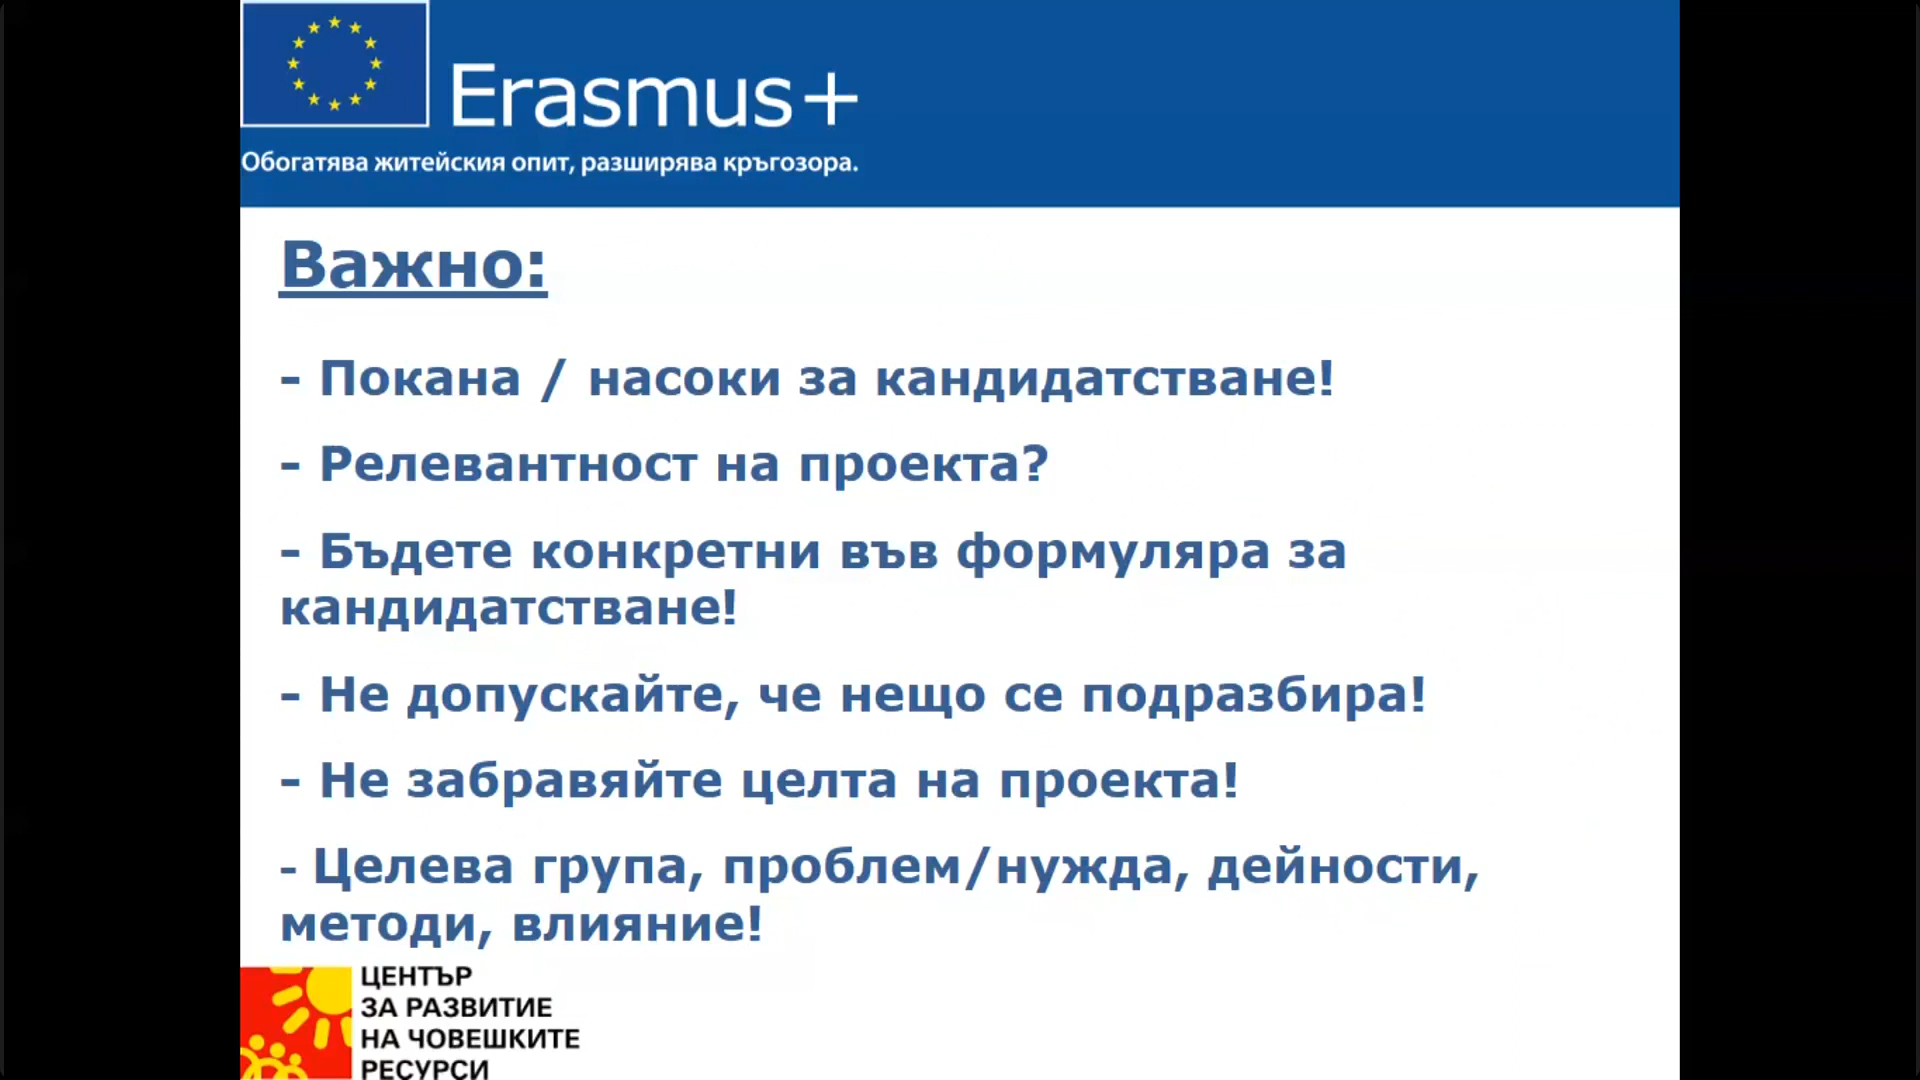 Erasmus+
Обогатява житейския опит, разширява кръгозора.
Важно:
- Покана / насоки за кандидатстване!
- Релевантност на проекта?
- Бъдете конкретни във формуляра за
кандидатстване!
- Не допускайте, че нещо се подразбира!
- Не забравяйте целта на проекта!
- Целева група, проблем/нужда, дейности,
методи, влияние!
ЦЕНТЪР
ЗА РАЗВИТИЕ
НА ЧОВЕШКИТЕ
РЕСУРСИ